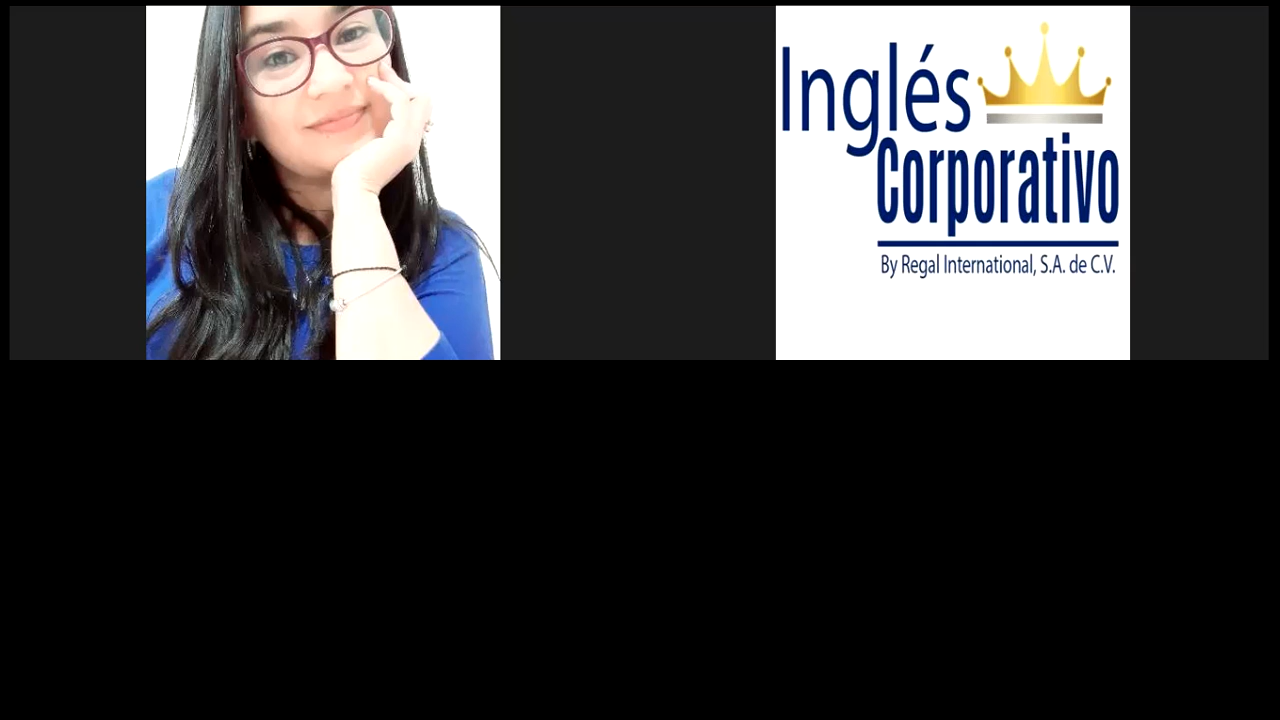 Inglés
Corporativo
By Regal International, S.A. de C.V.